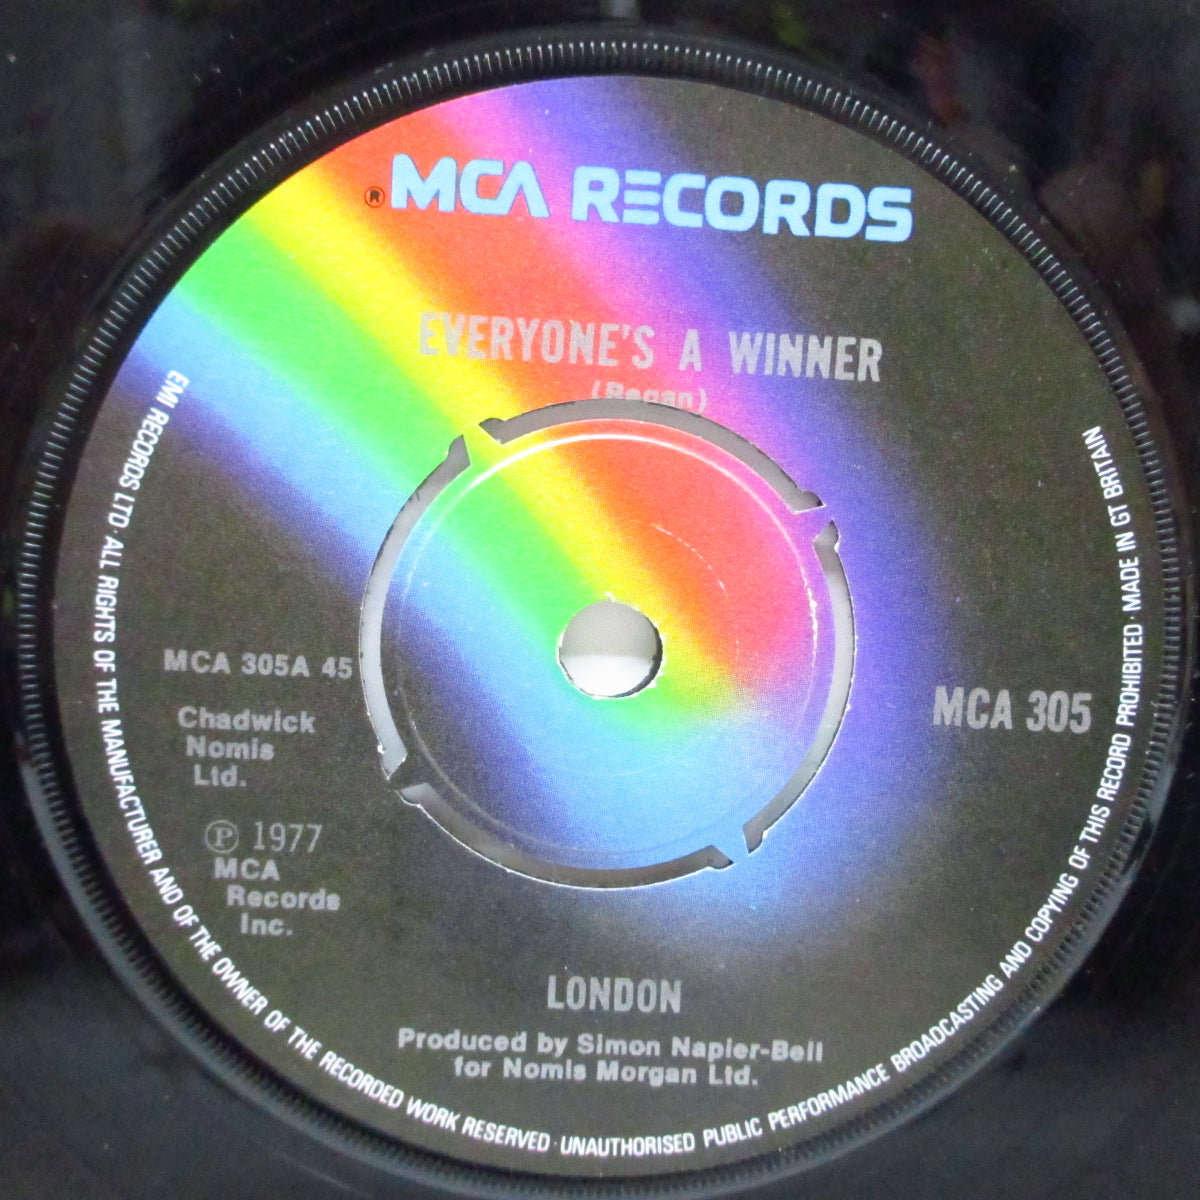 ® MCA RECORDS
EVERYONE'S A WINNER
(Regan)
MCA 305A 45
Chadwick
Nomis
Ltd.
℗ 1977
MCA
Records
Inc.
MCA 305
LONDON
Produced by Simon Napier-Bell
for Nomis Morgan Ltd.
EMI RECORDS LTD · ALL RIGHTS OF THE MANUFACTURER AND OF THE OWNER OF THE RECORDED WORK RESERVED · UNAUTHORISED PUBLIC PERFORMANCE BROADCASTING AND COPYING OF THIS RECORD PROHIBITED · MADE IN GT BRITAIN